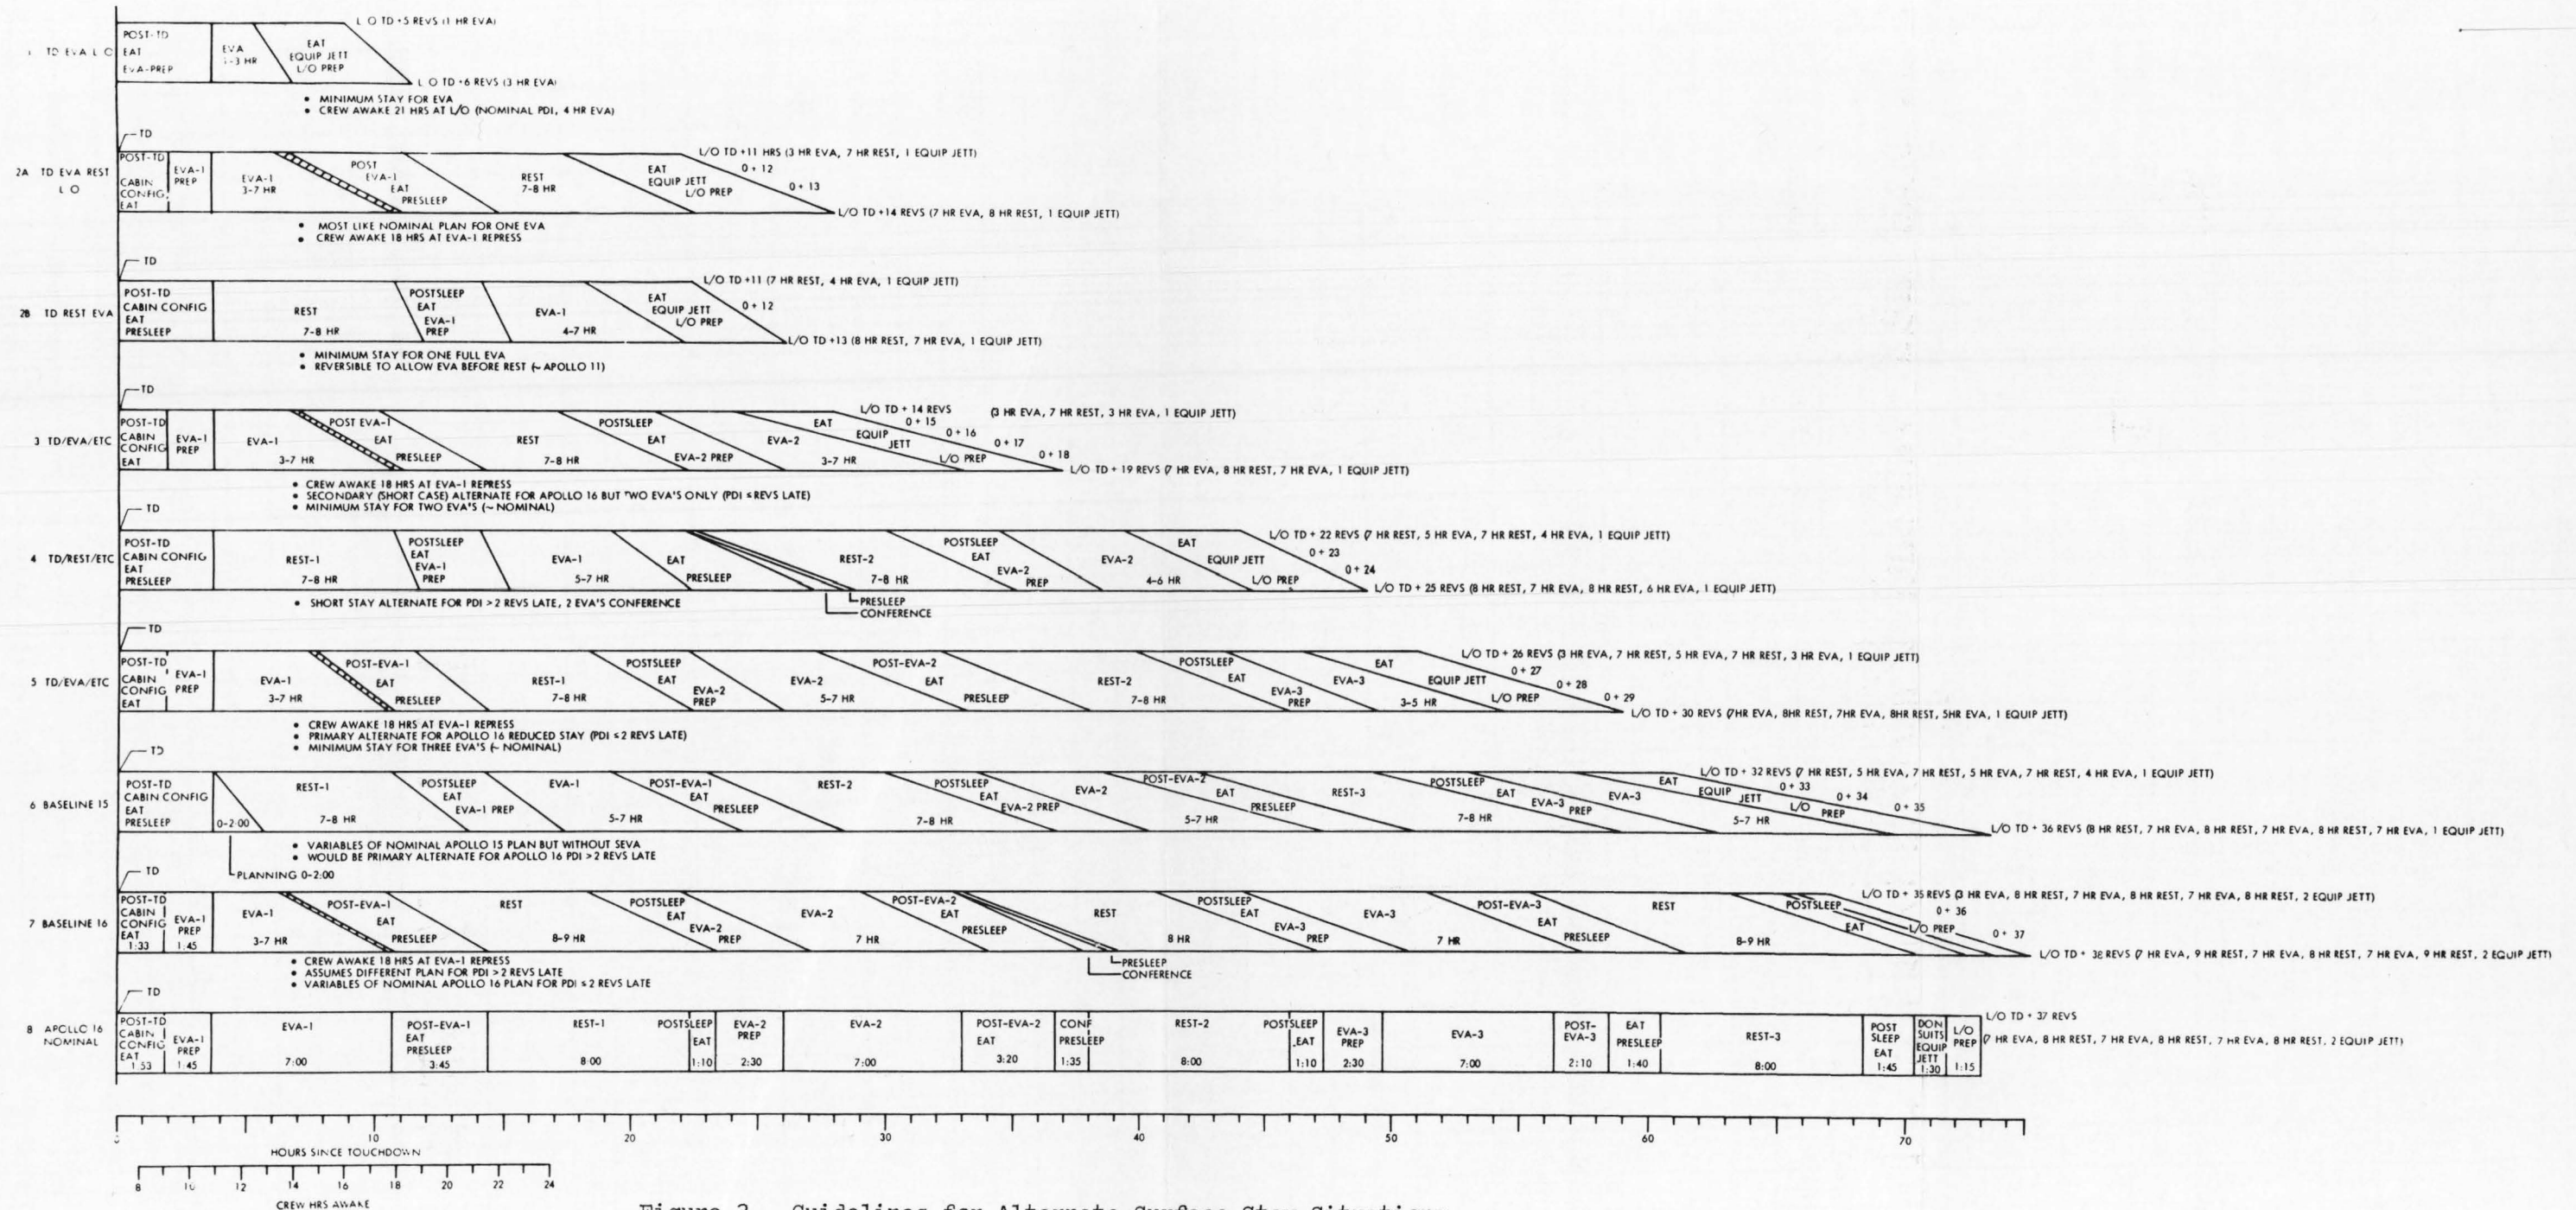 L O TD +5 REVS (1 HR EVA)
TD EVA L O
POST-TD
EAT
EVA-PREP
EVA
1-3 HR
EAT
EQUIP JETT
L/O PREP
L O TD +6 REVS (3 HR EVA)
• MINIMUM STAY FOR EVA
• CREW AWAKE 21 HRS AT L/O (NOMINAL PDI, 4 HR EVA)
TD
2A TD EVA REST
L O
POST-TD
CABIN
CONFIG,
EAT
EVA-1
PREP
EVA-1
3-7 HR
POST
EVA-1
EAT
PRESLEEP
REST
7-8 HR
EAT
EQUIP JETT
L/O PREP
L/O TD +11 HRS (3 HR EVA, 7 HR REST, 1 EQUIP JETT)
0 + 12
0 + 13
L/O TD +14 REVS (7 HR EVA, 8 HR REST, 1 EQUIP JETT)
• MOST LIKE NOMINAL PLAN FOR ONE EVA
• CREW AWAKE 18 HRS AT EVA-1 REPRESS
TD
2B TD REST EVA
POST-TD
CABIN CONFIG
EAT
PRESLEEP
REST
7-8 HR
POSTSLEEP
EAT
EVA-1
PREP
EVA-1
4-7 HR
EAT
EQUIP JETT
L/O PREP
L/O TD +11 (7 HR REST, 4 HR EVA, 1 EQUIP JETT)
0 + 12
L/O TD +13 (8 HR REST, 7 HR EVA, 1 EQUIP JETT)
• MINIMUM STAY FOR ONE FULL EVA
• REVERSIBLE TO ALLOW EVA BEFORE REST (~ APOLLO 11)
TD
3 TD/EVA/ETC
POST-TD
CABIN
CONFIG
EAT
EVA-1
PREP
EVA-1
3-7 HR
POST EVA-1
EAT
PRESLEEP
REST
7-8 HR
POSTSLEEP
EAT
EVA-2 PREP
EVA-2
3-7 HR
EAT
EQUIP
JETT
L/O PREP
L/O TD + 14 REVS (3 HR EVA, 7 HR REST, 3 HR EVA, 1 EQUIP JETT)
0 + 15
0 + 16
0 + 17
0 + 18
L/O TD + 19 REVS (7 HR EVA, 8 HR REST, 7 HR EVA, 1 EQUIP JETT)
• CREW AWAKE 18 HRS AT EVA-1 REPRESS
• SECONDARY (SHORT CASE) ALTERNATE FOR APOLLO 16 BUT TWO EVA'S ONLY (PDI ≤ REVS LATE)
• MINIMUM STAY FOR TWO EVA'S (~ NOMINAL)
TD
4 TD/REST/ETC
POST-TD
CABIN CONFIG
EAT
PRESLEEP
REST-1
7-8 HR
POSTSLEEP
EAT
EVA-1
PREP
EVA-1
5-7 HR
EAT
PRESLEEP
REST-2
7-8 HR
POSTSLEEP
EAT
EVA-2
PREP
EVA-2
4-6 HR
EAT
EQUIP JETT
L/O PREP
L/O TD + 22 REVS (7 HR REST, 5 HR EVA, 7 HR REST, 4 HR EVA, 1 EQUIP JETT)
0 + 23
0 + 24
L/O TD + 25 REVS (8 HR REST, 7 HR EVA, 8 HR REST, 6 HR EVA, 1 EQUIP JETT)
• SHORT STAY ALTERNATE FOR PDI > 2 REVS LATE, 2 EVA'S CONFERENCE
PRESLEEP
CONFERENCE
TD
5 TD/EVA/ETC
POST-TD
CABIN
CONFIG
EAT
EVA-1
PREP
EVA-1
3-7 HR
POST-EVA-1
EAT
PRESLEEP
REST-1
7-8 HR
POSTSLEEP
EAT
EVA-2
PREP
EVA-2
5-7 HR
POST-EVA-2
EAT
PRESLEEP
REST-2
7-8 HR
POSTSLEEP
EAT
EVA-3
PREP
EVA-3
3-5 HR
EAT
EQUIP JETT
L/O PREP
L/O TD + 26 REVS (3 HR EVA, 7 HR REST, 5 HR EVA, 7 HR REST, 3 HR EVA, 1 EQUIP JETT)
0 + 27
0 + 28
0 + 29
L/O TD + 30 REVS (7HR EVA, 8HR REST, 7HR EVA, 8HR REST, 5HR EVA, 1 EQUIP JETT)
• CREW AWAKE 18 HRS AT EVA-1 REPRESS
• PRIMARY ALTERNATE FOR APOLLO 16 REDUCED STAY (PDI ≤ 2 REVS LATE)
• MINIMUM STAY FOR THREE EVA'S (~ NOMINAL)
TD
6 BASELINE 15
POST-TD
CABIN CONFIG
EAT
PRESLEEP
0-2:00
REST-1
7-8 HR
POSTSLEEP
EAT
EVA-1 PREP
EVA-1
5-7 HR
POST-EVA-1
EAT
PRESLEEP
REST-2
7-8 HR
POSTSLEEP
EAT
EVA-2 PREP
EVA-2
5-7 HR
POST-EVA-2
EAT
PRESLEEP
REST-3
7-8 HR
POSTSLEEP
EAT
EVA-3
PREP
EVA-3
5-7 HR
EAT
EQUIP
JETT
L/O
PREP
L/O TD + 32 REVS (7 HR REST, 5 HR EVA, 7 HR REST, 5 HR EVA, 7 HR REST, 4 HR EVA, 1 EQUIP JETT)
0 + 33
0 + 34
0 + 35
L/O TD + 36 REVS (8 HR REST, 7 HR EVA, 8 HR REST, 7 HR EVA, 8 HR REST, 7 HR EVA, 1 EQUIP JETT)
• VARIABLES OF NOMINAL APOLLO 15 PLAN BUT WITHOUT SEVA
• WOULD BE PRIMARY ALTERNATE FOR APOLLO 16 PDI > 2 REVS LATE
PLANNING 0-2:00
TD
7 BASELINE 16
POST-TD
CABIN
CONFIG
EAT
1:33
EVA-1
PREP
1:45
EVA-1
3-7 HR
POST-EVA-1
EAT
PRESLEEP
REST
8-9 HR
POSTSLEEP
EAT
EVA-2
PREP
EVA-2
7 HR
POST-EVA-2
EAT
PRESLEEP
REST
8 HR
POSTSLEEP
EAT
EVA-3
PREP
EVA-3
7 HR
POST-EVA-3
EAT
PRESLEEP
REST
8-9 HR
POSTSLEEP
EAT
L/O PREP
L/O TD + 35 REVS (3 HR EVA, 8 HR REST, 7 HR EVA, 8 HR REST, 7 HR EVA, 8 HR REST, 2 EQUIP JETT)
0 + 36
0 + 37
L/O TD + 38 REVS (7 HR EVA, 9 HR REST, 7 HR EVA, 8 HR REST, 7 HR EVA, 9 HR REST, 2 EQUIP JETT)
• CREW AWAKE 18 HRS AT EVA-1 REPRESS
• ASSUMES DIFFERENT PLAN FOR PDI > 2 REVS LATE
• VARIABLES OF NOMINAL APOLLO 16 PLAN FOR PDI ≤ 2 REVS LATE
PRESLEEP
CONFERENCE
TD
8 APOLLO 16
NOMINAL
POST-TD
CABIN
CONFIG
EAT
1:53
EVA-1
PREP
1:45
EVA-1
7:00
POST-EVA-1
EAT
PRESLEEP
3:45
REST-1
8:00
POSTSLEEP
EAT
1:10
EVA-2
PREP
2:30
EVA-2
7:00
POST-EVA-2
EAT
3:20
CONF
PRESLEEP
1:35
REST-2
8:00
POSTSLEEP
EAT
1:10
EVA-3
PREP
2:30
EVA-3
7:00
POST-
EVA-3
2:10
EAT
PRESLEEP
1:40
REST-3
8:00
POST
SLEEP
EAT
1:45
DON
SUITS
EQUIP
JETT
1:30
L/O
PREP
1:15
L/O TD + 37 REVS
(7 HR EVA, 8 HR REST, 7 HR EVA, 8 HR REST, 7 HR EVA, 8 HR REST, 2 EQUIP JETT)
10 20 30 40 50 60 70
HOURS SINCE TOUCHDOWN
8 10 12 14 16 18 20 22 24
CREW HRS AWAKE